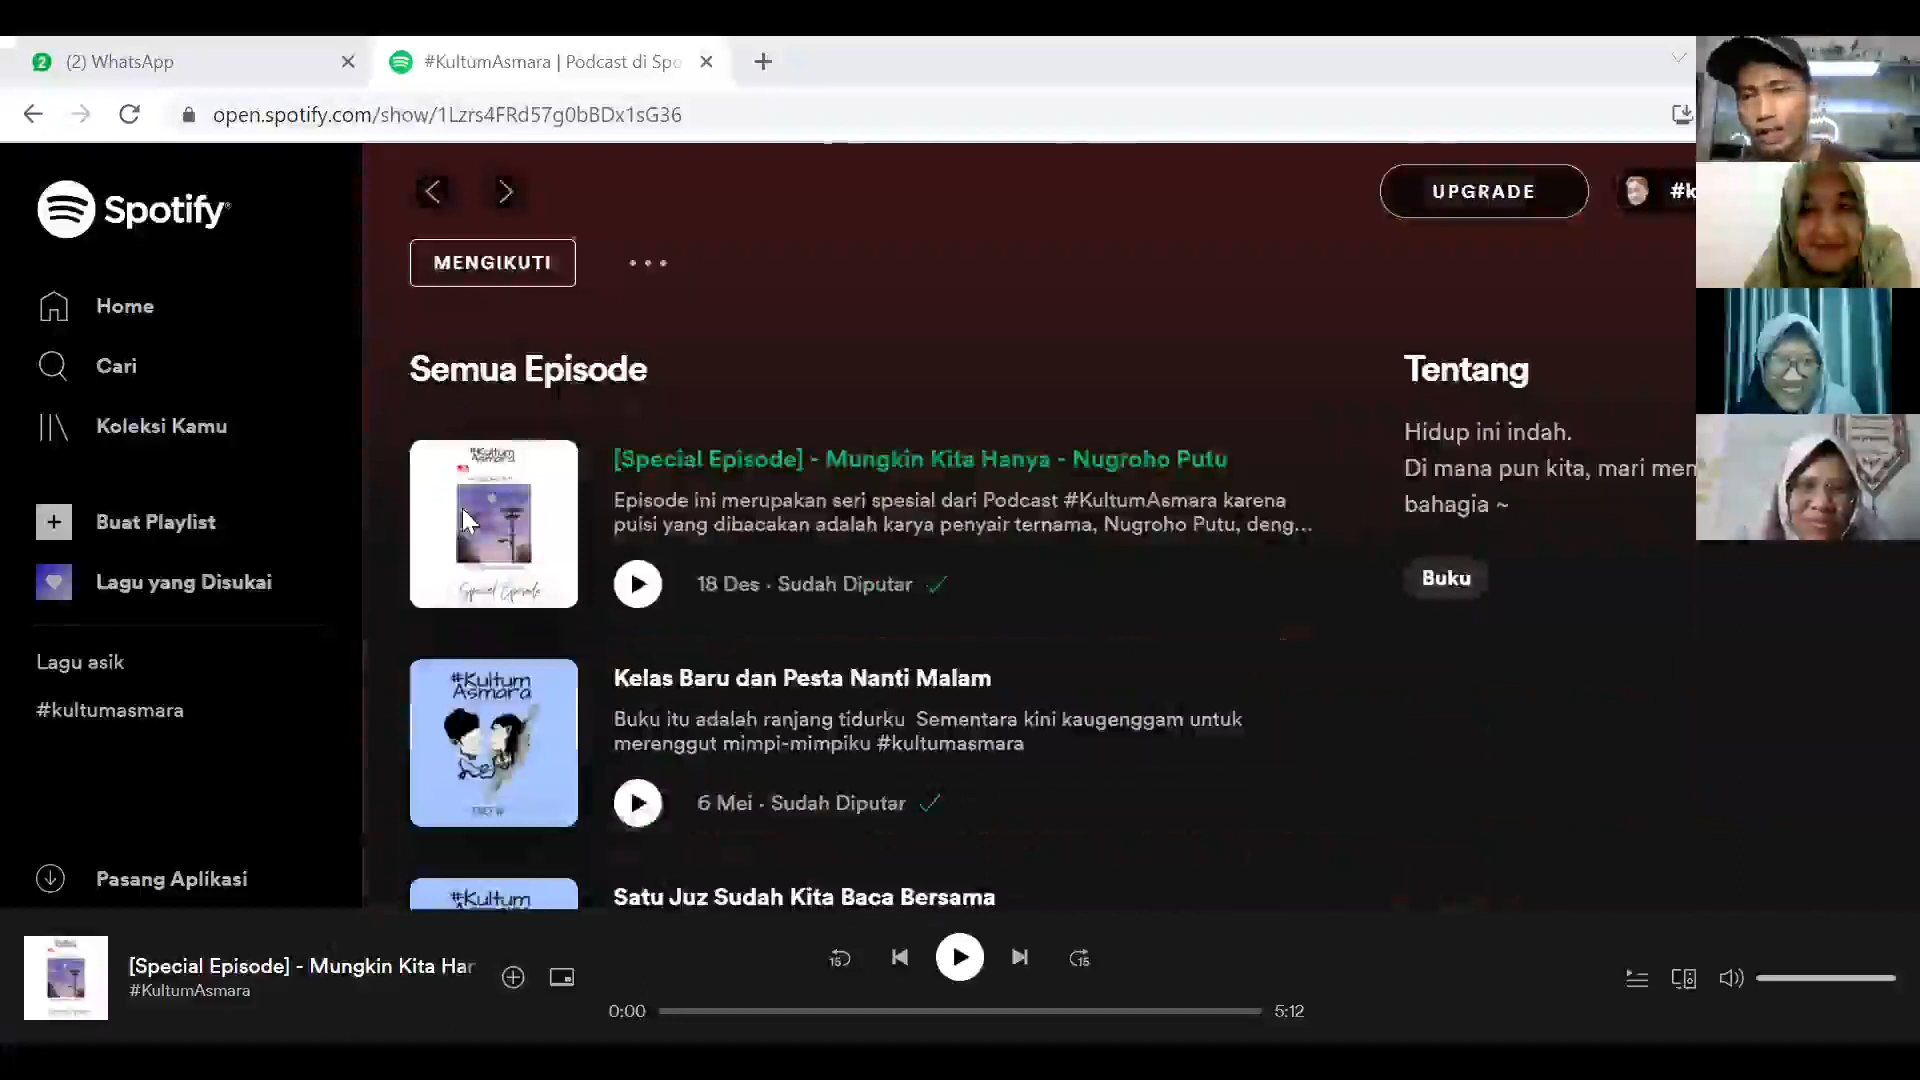 (2) WhatsApp
#KultumAsmara | Podcast di Spo
open.spotify.com/show/1Lzrs4FRd57g0bBDx1sG36
Spotify
UPGRADE
#k
MENGIKUTI
Home
Cari
Koleksi Kamu
Buat Playlist
Lagu yang Disukai
Lagu asik
#kultumasmara
Pasang Aplikasi
Semua Episode
#Kultum
Asmara
Special Episode
[Special Episode] - Mungkin Kita Hanya - Nugroho Putu
Episode ini merupakan seri spesial dari Podcast #KultumAsmara karena
puisi yang dibacakan adalah karya penyair ternama, Nugroho Putu, deng...
18 Des · Sudah Diputar
#Kultum
Asmara
Kelas Baru dan Pesta Nanti Malam
Buku itu adalah ranjang tidurku Sementara kini kaugenggam untuk
merenggut mimpi-mimpiku #kultumasmara
6 Mei · Sudah Diputar
#Kultum
Satu Juz Sudah Kita Baca Bersama
Tentang
Hidup ini indah.
Di mana pun kita, mari men
bahagia ~
Buku
[Special Episode] - Mungkin Kita Har
#KultumAsmara
15
15
0:00
5:12